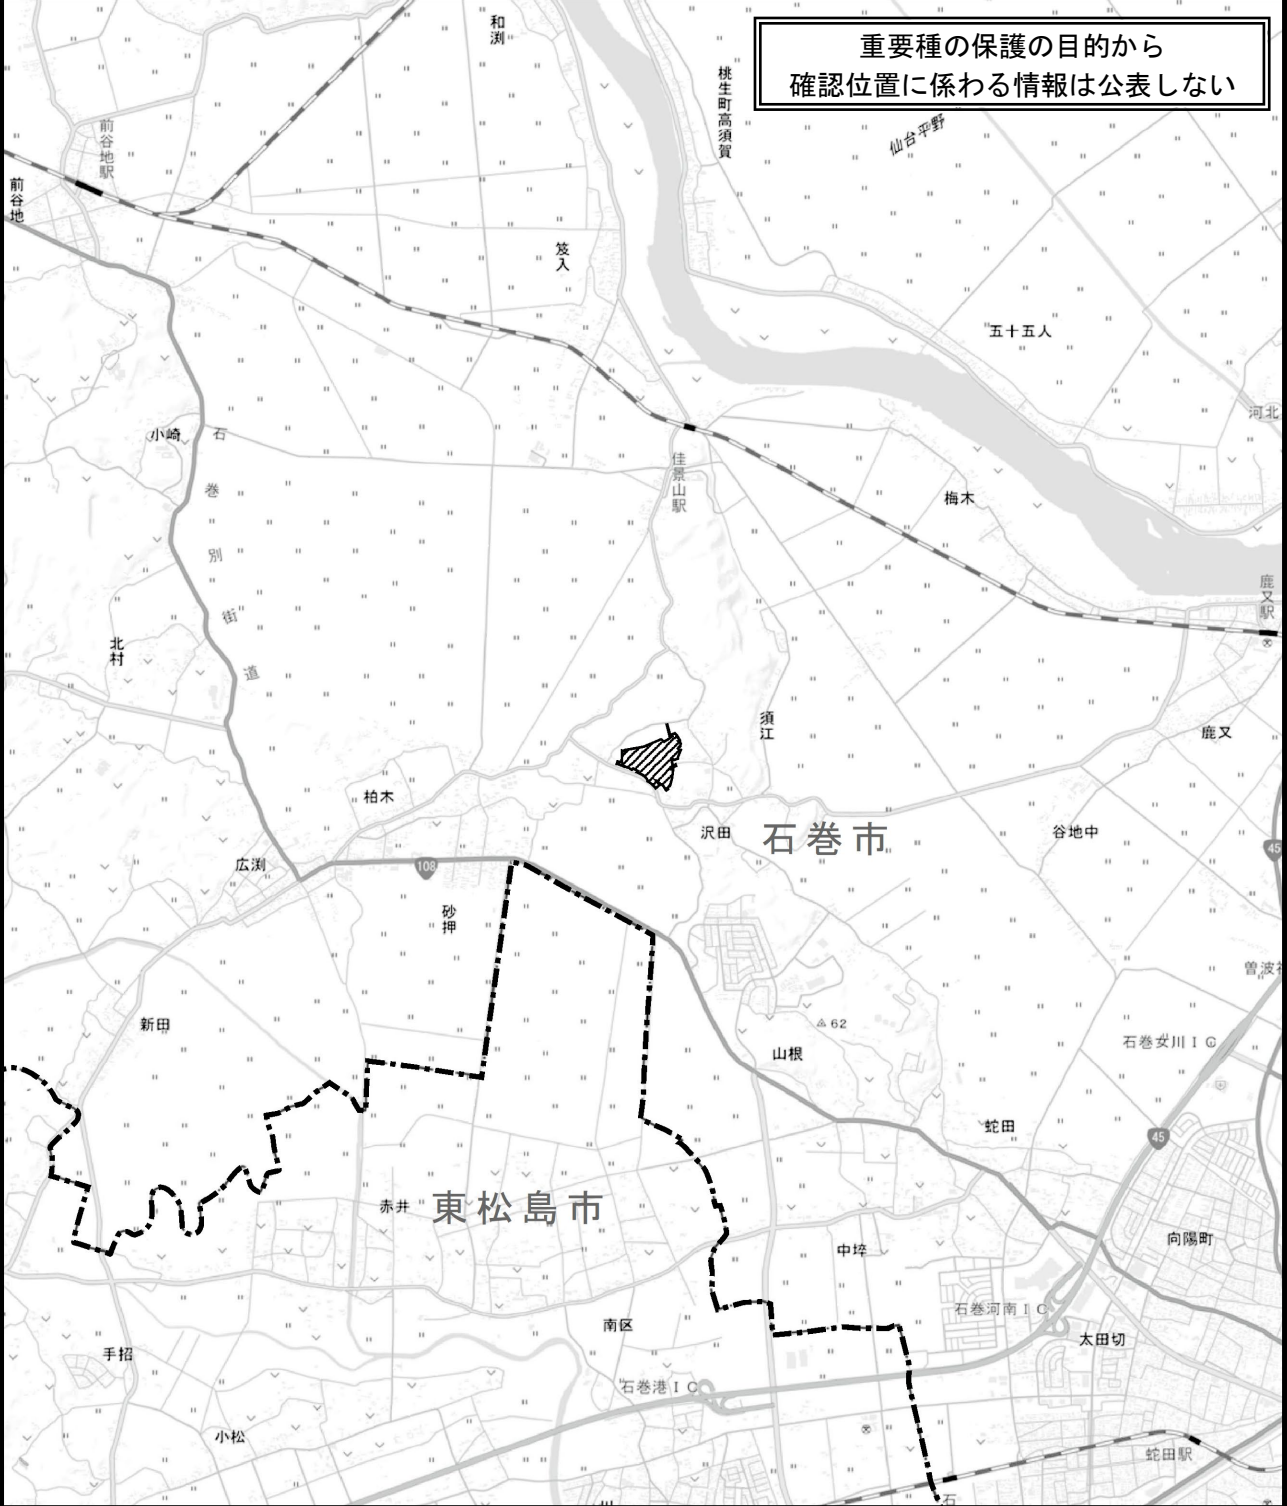 重要種の保護の目的から
確認位置に係わる情報は公表しない
和渕
桃生町高須賀
仙台平野
前谷地駅
前谷地
笈入
五十五人
河北
小崎
石巻別街道
佳景山駅
梅木
鹿又駅
北村
須江
鹿又
柏木
沢田
石巻市
谷地中
45
広渕
108
砂押
曽波
新田
62
山根
石巻女川IC
蛇田
45
赤井
東松島市
中埣
向陽町
石巻河南IC
南区
太田切
手招
石巻港IC
小松
蛇田駅
石